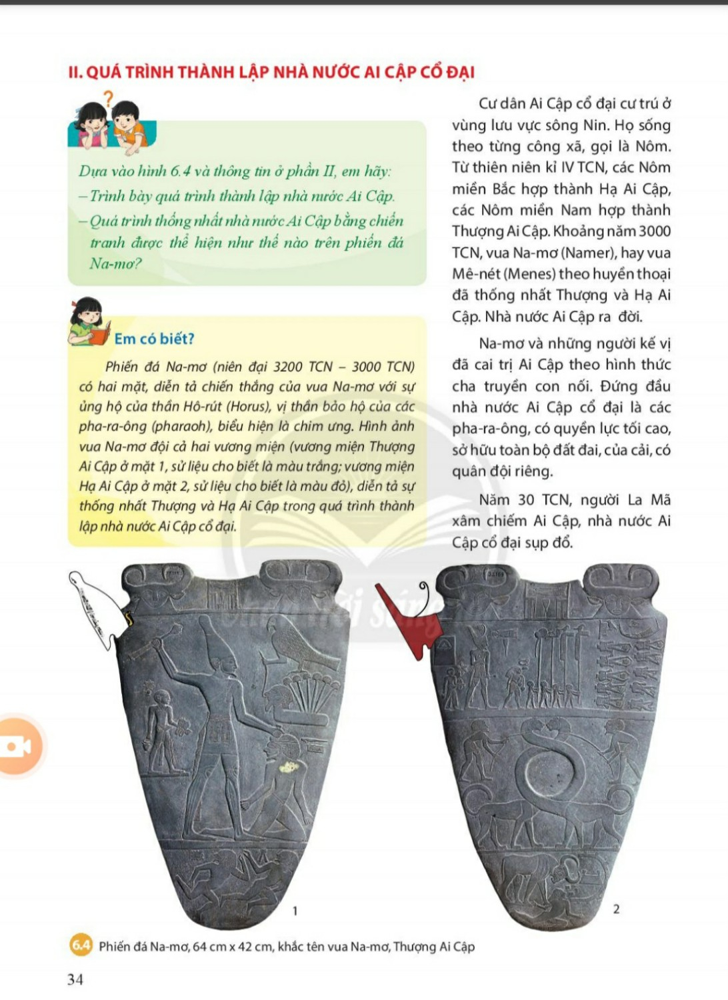 II. QUÁ TRÌNH THÀNH LẬP NHÀ NƯỚC AI CẬP CỔ ĐẠI
?
Dựa vào hình 6.4 và thông tin ở phần II, em hãy:
– Trình bày quá trình thành lập nhà nước Ai Cập.
– Quá trình thống nhất nhà nước Ai Cập bằng chiến
tranh được thể hiện như thế nào trên phiến đá
Na-mơ?
Em có biết?
Phiến đá Na-mơ (niên đại 3200 TCN – 3000 TCN)
có hai mặt, diễn tả chiến thắng của vua Na-mơ với sự
ủng hộ của thần Hô-rút (Horus), vị thần bảo hộ của các
pha-ra-ông (pharaoh), biểu hiện là chim ưng. Hình ảnh
vua Na-mơ đội cả hai vương miện (vương miện Thượng
Ai Cập ở mặt 1, sử liệu cho biết là màu trắng; vương miện
Hạ Ai Cập ở mặt 2, sử liệu cho biết là màu đỏ), diễn tả sự
thống nhất Thượng và Hạ Ai Cập trong quá trình thành
lập nhà nước Ai Cập cổ đại.
Cư dân Ai Cập cổ đại cư trú ở
vùng lưu vực sông Nin. Họ sống
theo từng công xã, gọi là Nôm.
Từ thiên niên kỉ IV TCN, các Nôm
miền Bắc hợp thành Hạ Ai Cập,
các Nôm miền Nam hợp thành
Thượng Ai Cập. Khoảng năm 3000
TCN, vua Na-mơ (Namer), hay vua
Mê-nét (Menes) theo huyền thoại
đã thống nhất Thượng và Hạ Ai
Cập. Nhà nước Ai Cập ra đời.
Na-mơ và những người kế vị
đã cai trị Ai Cập theo hình thức
cha truyền con nối. Đứng đầu
nhà nước Ai Cập cổ đại là các
pha-ra-ông, có quyền lực tối cao,
sở hữu toàn bộ đất đai, của cải, có
quân đội riêng.
Năm 30 TCN, người La Mã
xâm chiếm Ai Cập, nhà nước Ai
Cập cổ đại sụp đổ.
1
2
6.4 Phiến đá Na-mơ, 64 cm x 42 cm, khắc tên vua Na-mơ, Thượng Ai Cập
34